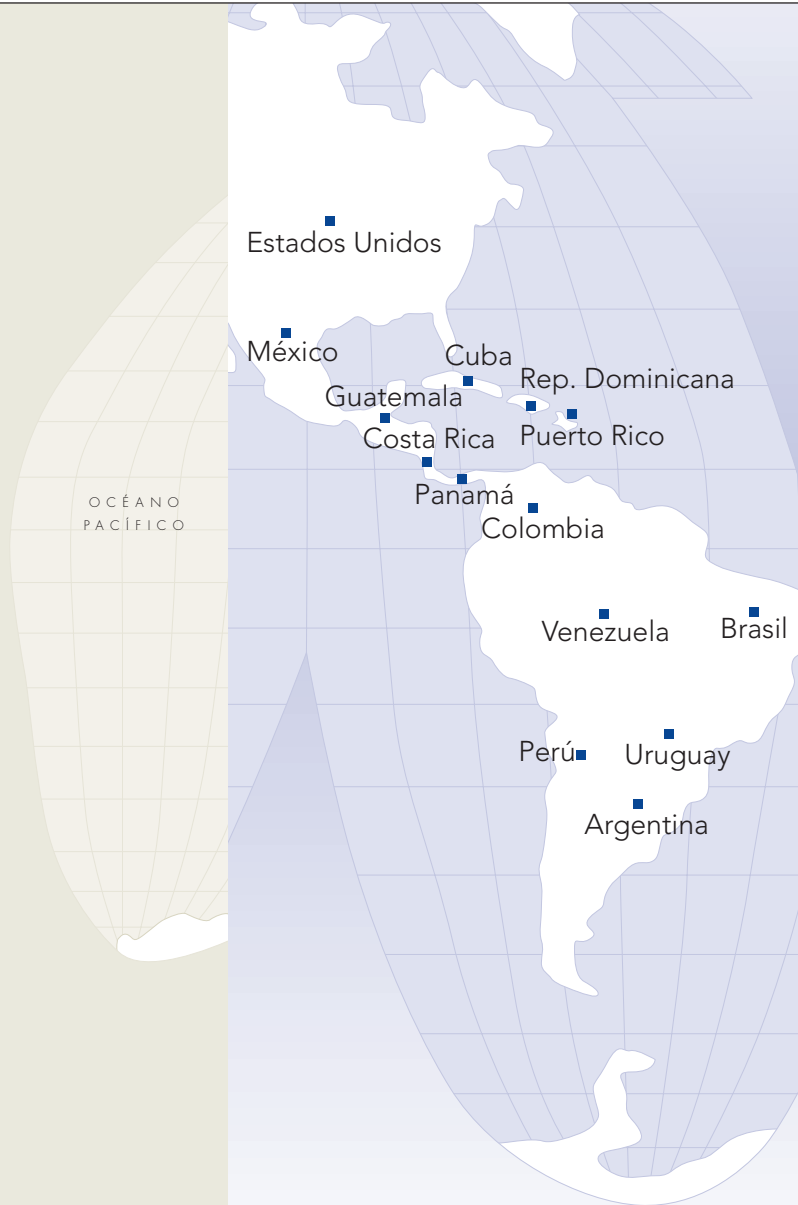 Estados Unidos
México
Cuba
Rep. Dominicana
Guatemala
Costa Rica
Puerto Rico
Panamá
OCÉANO
PACÍFICO
Colombia
Venezuela
Brasil
Perú
Uruguay
Argentina